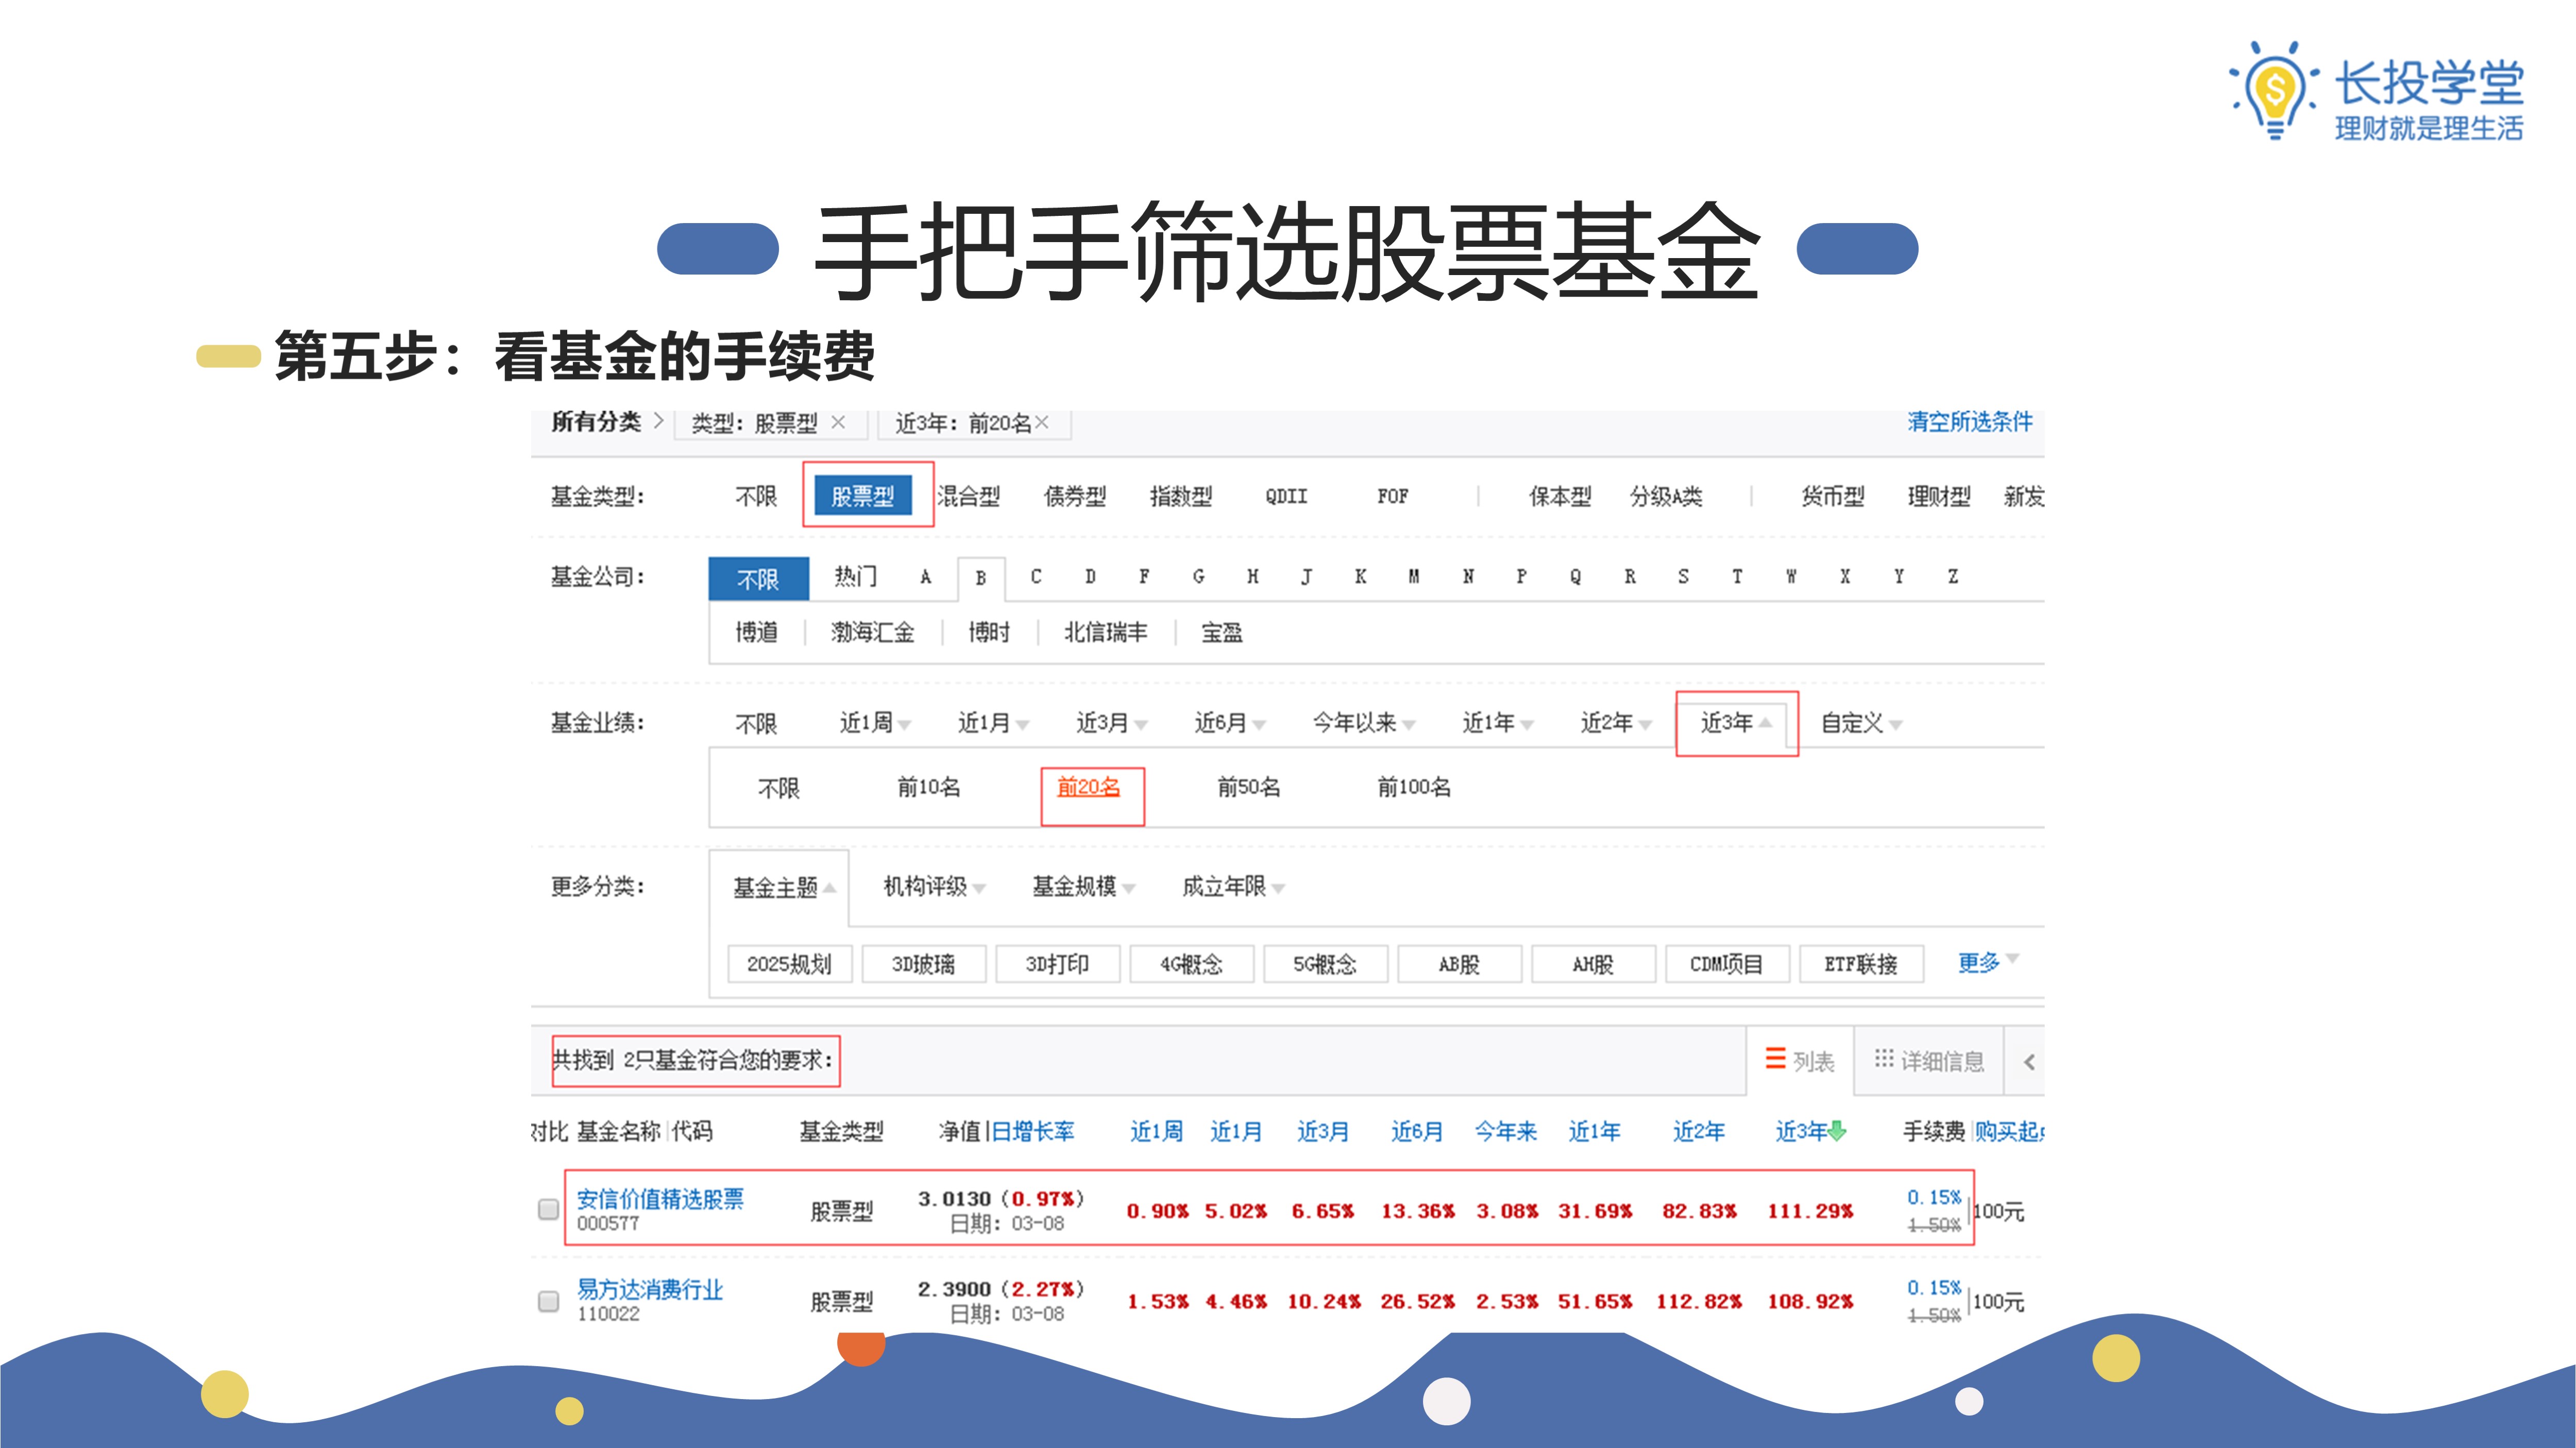 长投学堂
理财就是理生活
手把手筛选股票基金
第五步：看基金的手续费
所有分类 > 类型：股票型 × 近3年：前20名× 清空所选条件
基金类型： 不限 股票型 混合型 债券型 指数型 QDII FOF | 保本型 分级A类 | 货币型 理财型 新发
基金公司： 不限 热门 A B C D F G H J K M N P Q R S T W X Y Z
博道 | 渤海汇金 | 博时 | 北信瑞丰 | 宝盈
基金业绩： 不限 近1周 近1月 近3月 近6月 今年以来 近1年 近2年 近3年 自定义
不限 前10名 前20名 前50名 前100名
更多分类： 基金主题 机构评级 基金规模 成立年限
2025规划 3D玻璃 3D打印 4G概念 5G概念 AB股 AH股 CDM项目 ETF联接 更多
共找到 2只基金符合您的要求： 列表 详细信息 <
对比 基金名称|代码 基金类型 净值|日增长率 近1周 近1月 近3月 近6月 今年来 近1年 近2年 近3年 手续费|购买起
安信价值精选股票 000577 股票型 3.0130（0.97%） 日期：03-08 0.90% 5.02% 6.65% 13.36% 3.08% 31.69% 82.83% 111.29% 0.15% 1.50% |100元
易方达消费行业 110022 股票型 2.3900（2.27%） 日期：03-08 1.53% 4.46% 10.24% 26.52% 2.53% 51.65% 112.82% 108.92% 0.15% 1.50% |100元